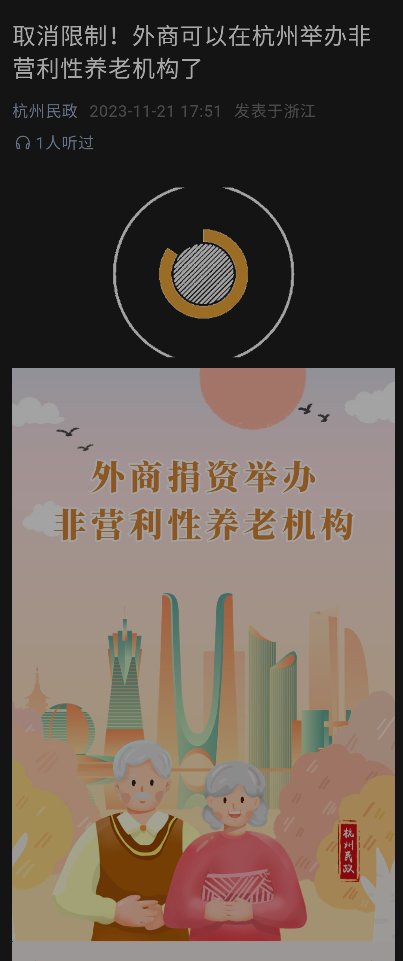 取消限制！外商可以在杭州举办非
营利性养老机构了
杭州民政 2023-11-21 17:51 发表于浙江
1人听过
外商捐资举办
非营利性养老机构
杭州民政